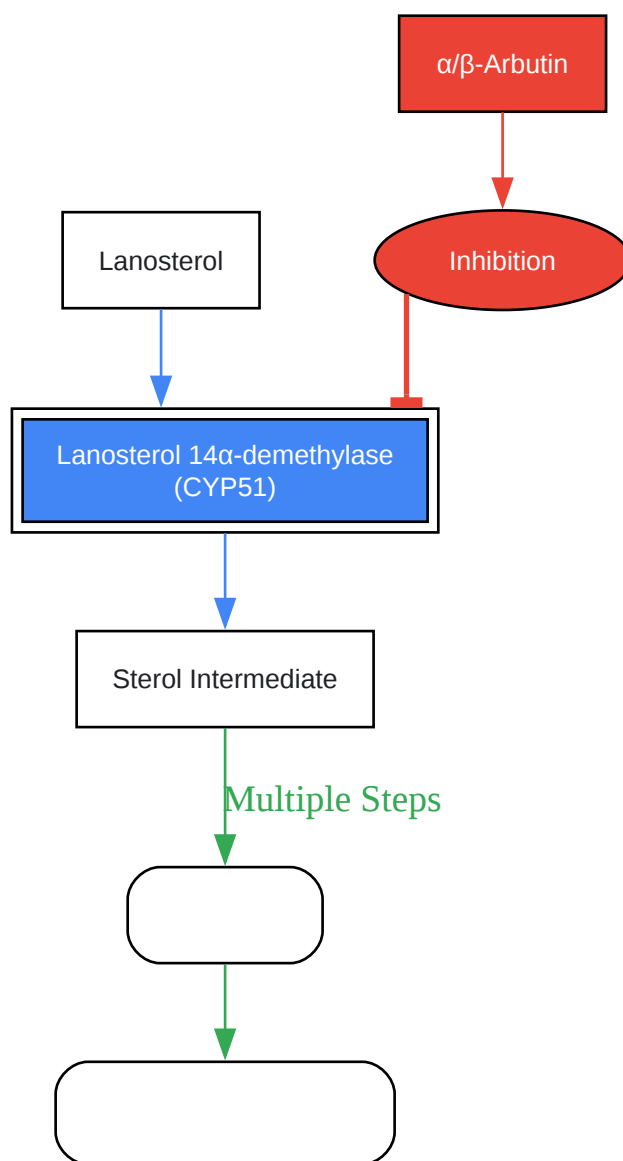 α/β-Arbutin
Lanosterol
Inhibition
Lanosterol 14α-demethylase
(CYP51)
Sterol Intermediate
Multiple Steps